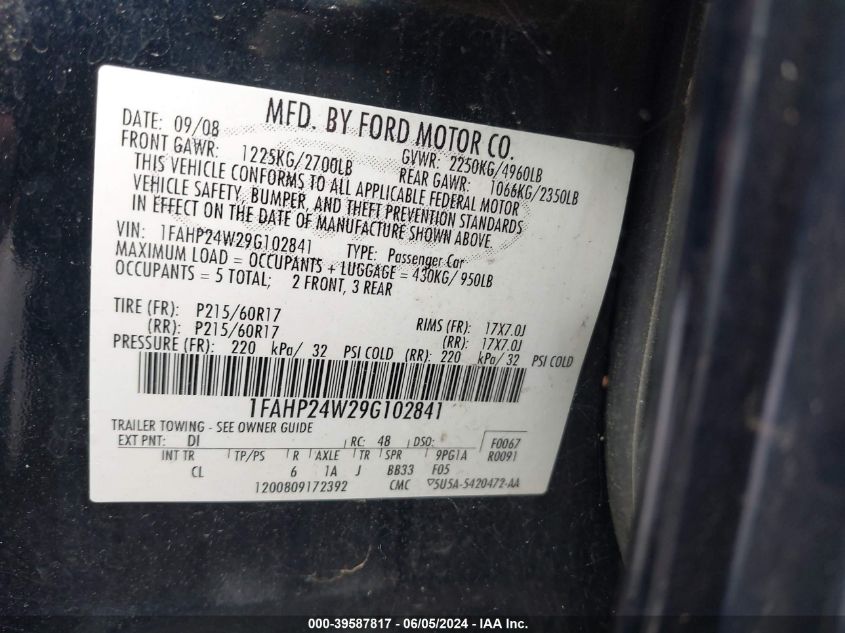 MFD. BY FORD MOTOR CO.
DATE: 09/08
FRONT GAWR: 1225KG/2700LB
GVWR: 2250KG/4960LB
REAR GAWR: 1066KG/2350LB
THIS VEHICLE CONFORMS TO ALL APPLICABLE FEDERAL MOTOR
VEHICLE SAFETY, BUMPER, AND THEFT PREVENTION STANDARDS
IN EFFECT ON THE DATE OF MANUFACTURE SHOWN ABOVE.
VIN: 1FAHP24W29G102841 TYPE: Passenger Car
MAXIMUM LOAD = OCCUPANTS + LUGGAGE = 430KG/950LB
OCCUPANTS = 5 TOTAL; 2 FRONT, 3 REAR
TIRE (FR): P215/60R17 RIMS (FR): 17X7.0J
(RR): P215/60R17 (RR): 17X7.0J
PRESSURE (FR): 220 kPa/ 32 PSI COLD (RR): 220 kPa/ 32 PSI COLD
1FAHP24W29G102841
TRAILER TOWING - SEE OWNER GUIDE
EXT PNT: DI RC: 48 DSO: F0067
INT TR TP/PS R AXLE TR SPR 9PG1A R0091
CL 6 1A J BB33 F05
1200809172392 CMC 5U5A-5420472-AA
000-39587817 - 06/05/2024 - IAA Inc.